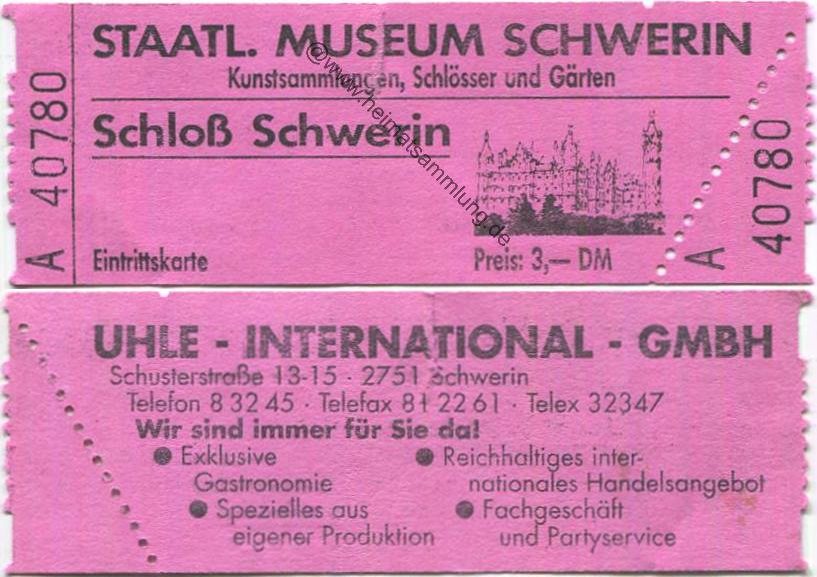 A 40780
STAATL. MUSEUM SCHWERIN
Kunstsammlungen, Schlösser und Gärten
Schloß Schwerin
Eintrittskarte
Preis: 3,— DM
A 40780
@www.heimatsammlung.de
UHLE - INTERNATIONAL - GMBH
Schusterstraße 13-15 · 2751 Schwerin
Telefon 8 32 45 · Telefax 81 22 61 · Telex 32347
Wir sind immer für Sie da!
● Exklusive Gastronomie
● Reichhaltiges inter-
nationales Handelsangebot
● Spezielles aus
eigener Produktion
● Fachgeschäft
und Partyservice